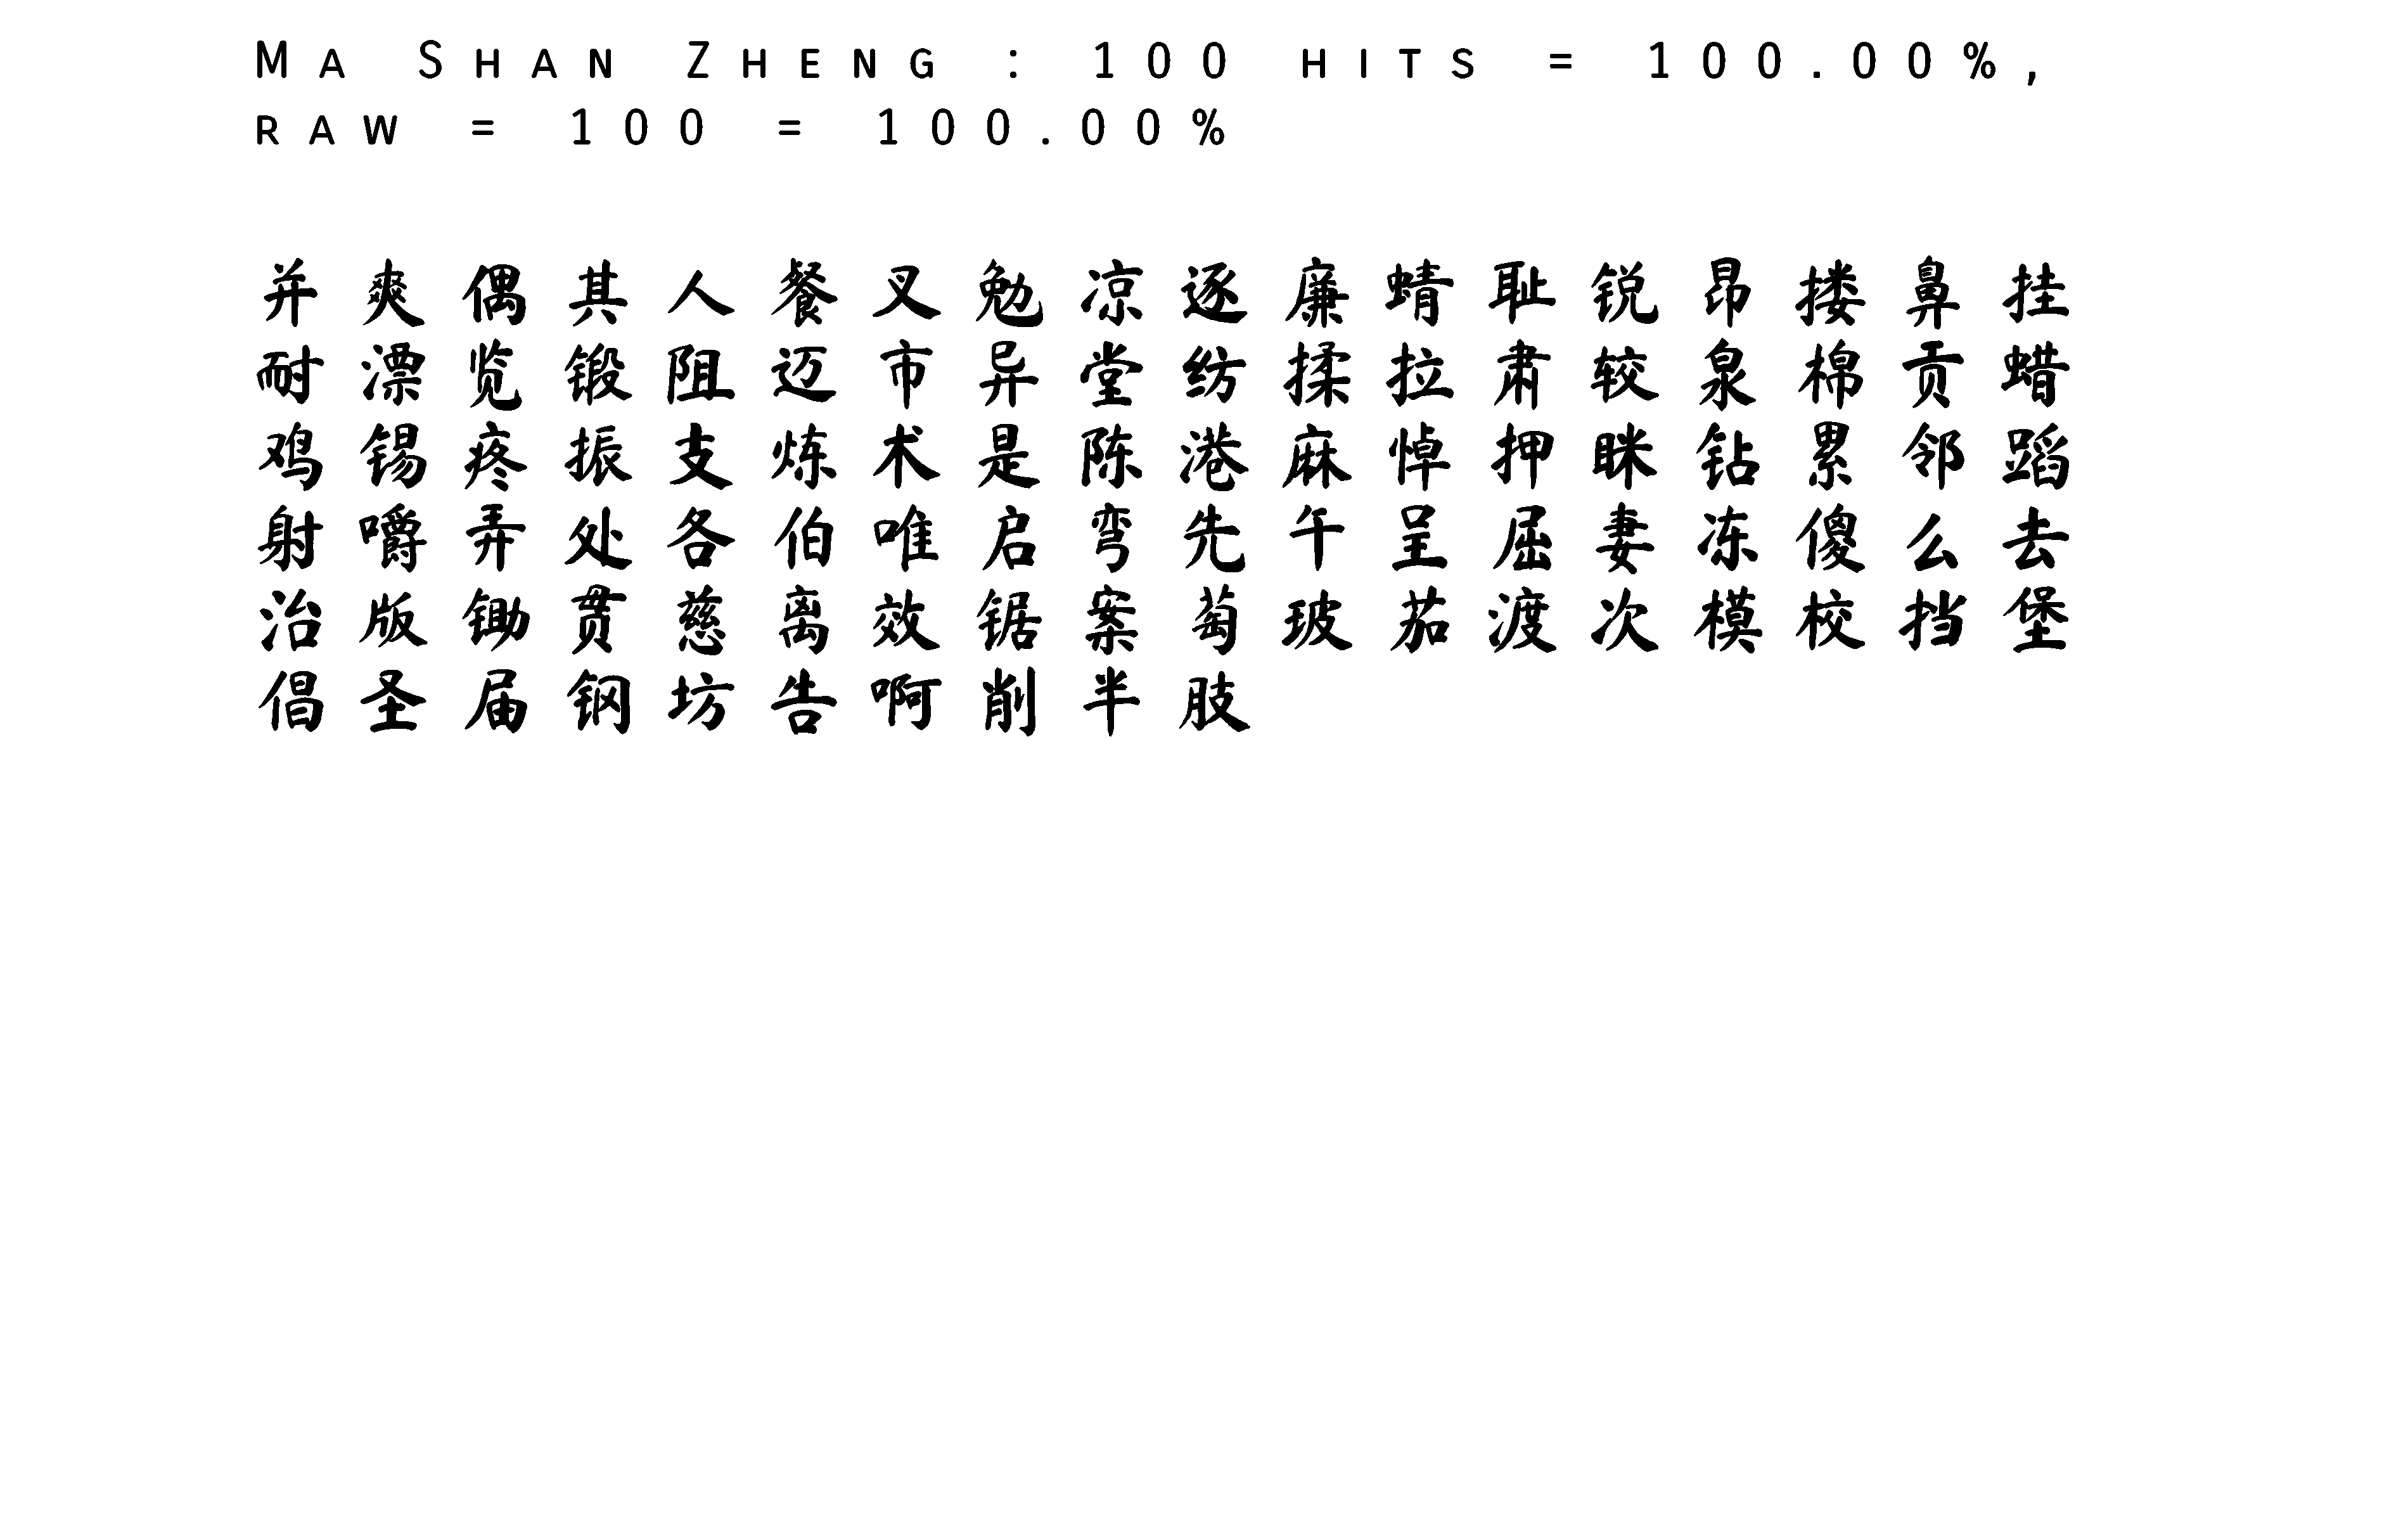 Ma Shan Zheng : 100 hits = 100.00%,
raw = 100 = 100.00%
并爽偶其人餐叉勉凉逐廉蜻耻锐昂搂鼻挂
耐漂览锻阻迈市异堂纺揉拉肃较泉棉贡蜡
鸡锡疼振支炼术是陈港麻悼押眯钻累邻蹈
射嚼弄处各伯唯启弯先午呈屈妻冻傻么去
治版锄贯慈离效锯案萄玻茄渡次模校挡堡
倡圣届钢坊告啊削半肢